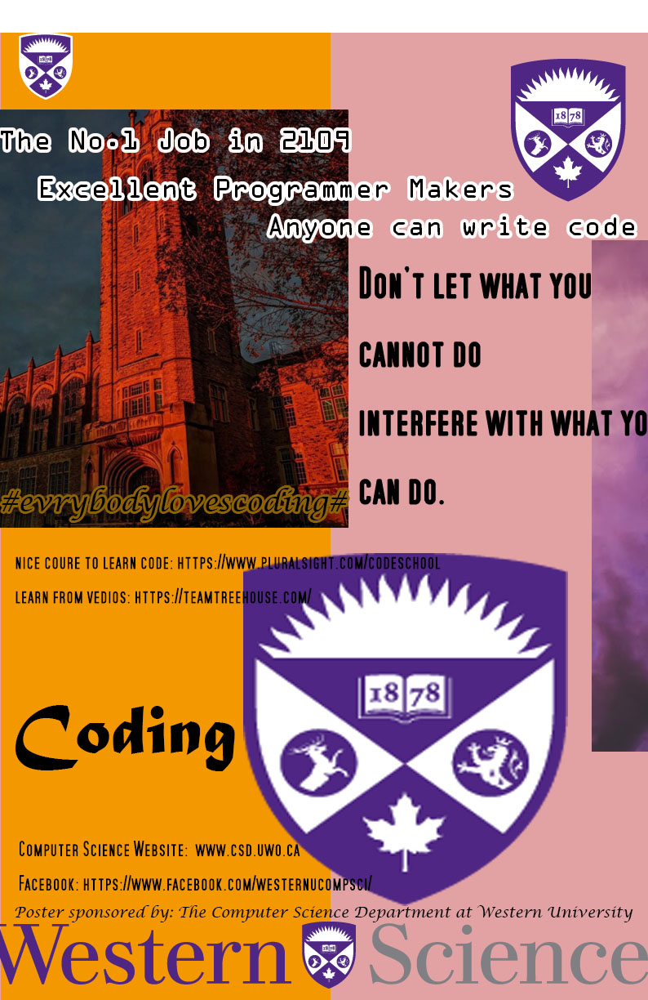 1878
1878
The No.1 Job in 2109
Excellent Programmer Makers
Anyone can write code
Don't let what you
cannot do
interfere with what yo
can do.
#evrybodylovescoding#
nice coure to learn code: https://www.pluralsight.com/codeschool
learn from vedios: https://teamtreehouse.com/
1878
Coding
Computer Science Website: www.csd.uwo.ca
Facebook: https://www.facebook.com/westernucompsci/
Poster sponsored by: The Computer Science Department at Western University
Western 1878 Science